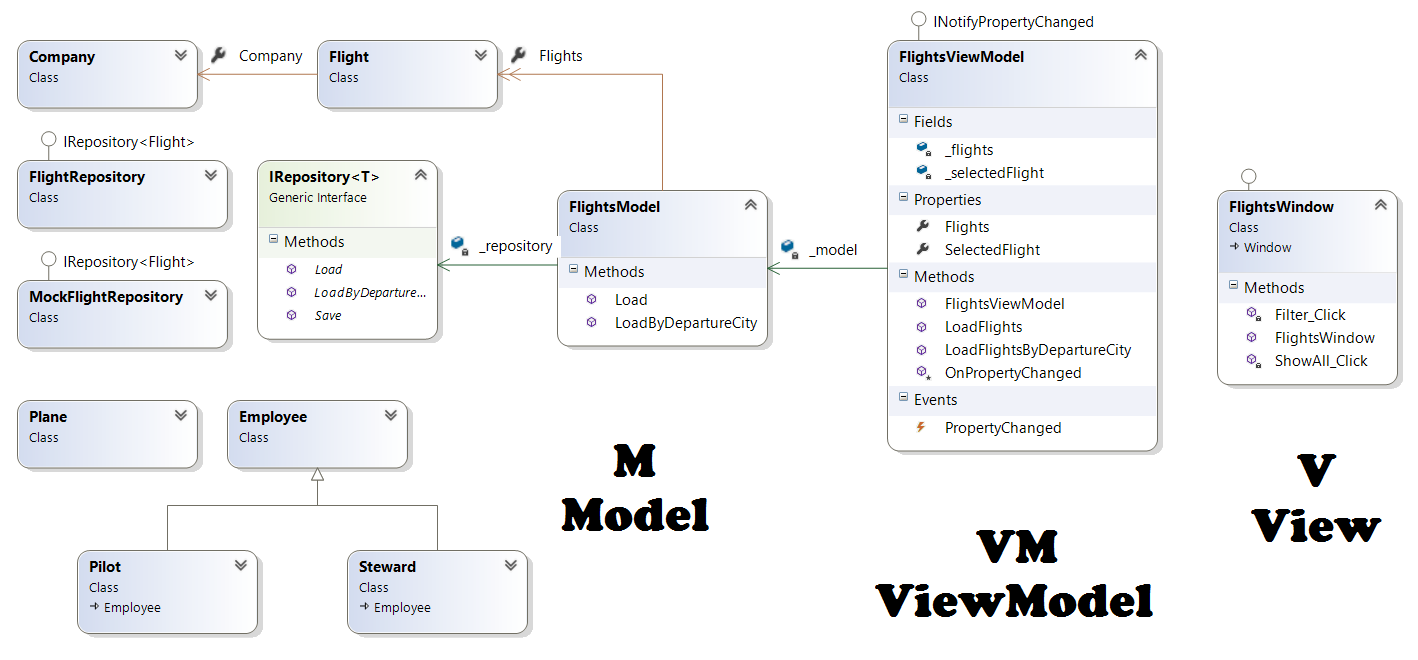 INotifyPropertyChanged
Company
Class
Company
Flight
Class
Flights
IRepository<Flight>
FlightRepository
Class
IRepository<Flight>
MockFlightRepository
Class
IRepository<T>
Generic Interface
Methods
Load
LoadByDeparture...
Save
_repository
FlightsModel
Class
Methods
Load
LoadByDepartureCity
_model
FlightsViewModel
Class
Fields
_flights
_selectedFlight
Properties
Flights
SelectedFlight
Methods
FlightsViewModel
LoadFlights
LoadFlightsByDepartureCity
OnPropertyChanged
Events
PropertyChanged
FlightsWindow
Class
Window
Methods
Filter_Click
FlightsWindow
ShowAll_Click
Plane
Class
Employee
Class
Pilot
Class
Employee
Steward
Class
Employee
M
Model
VM
ViewModel
V
View